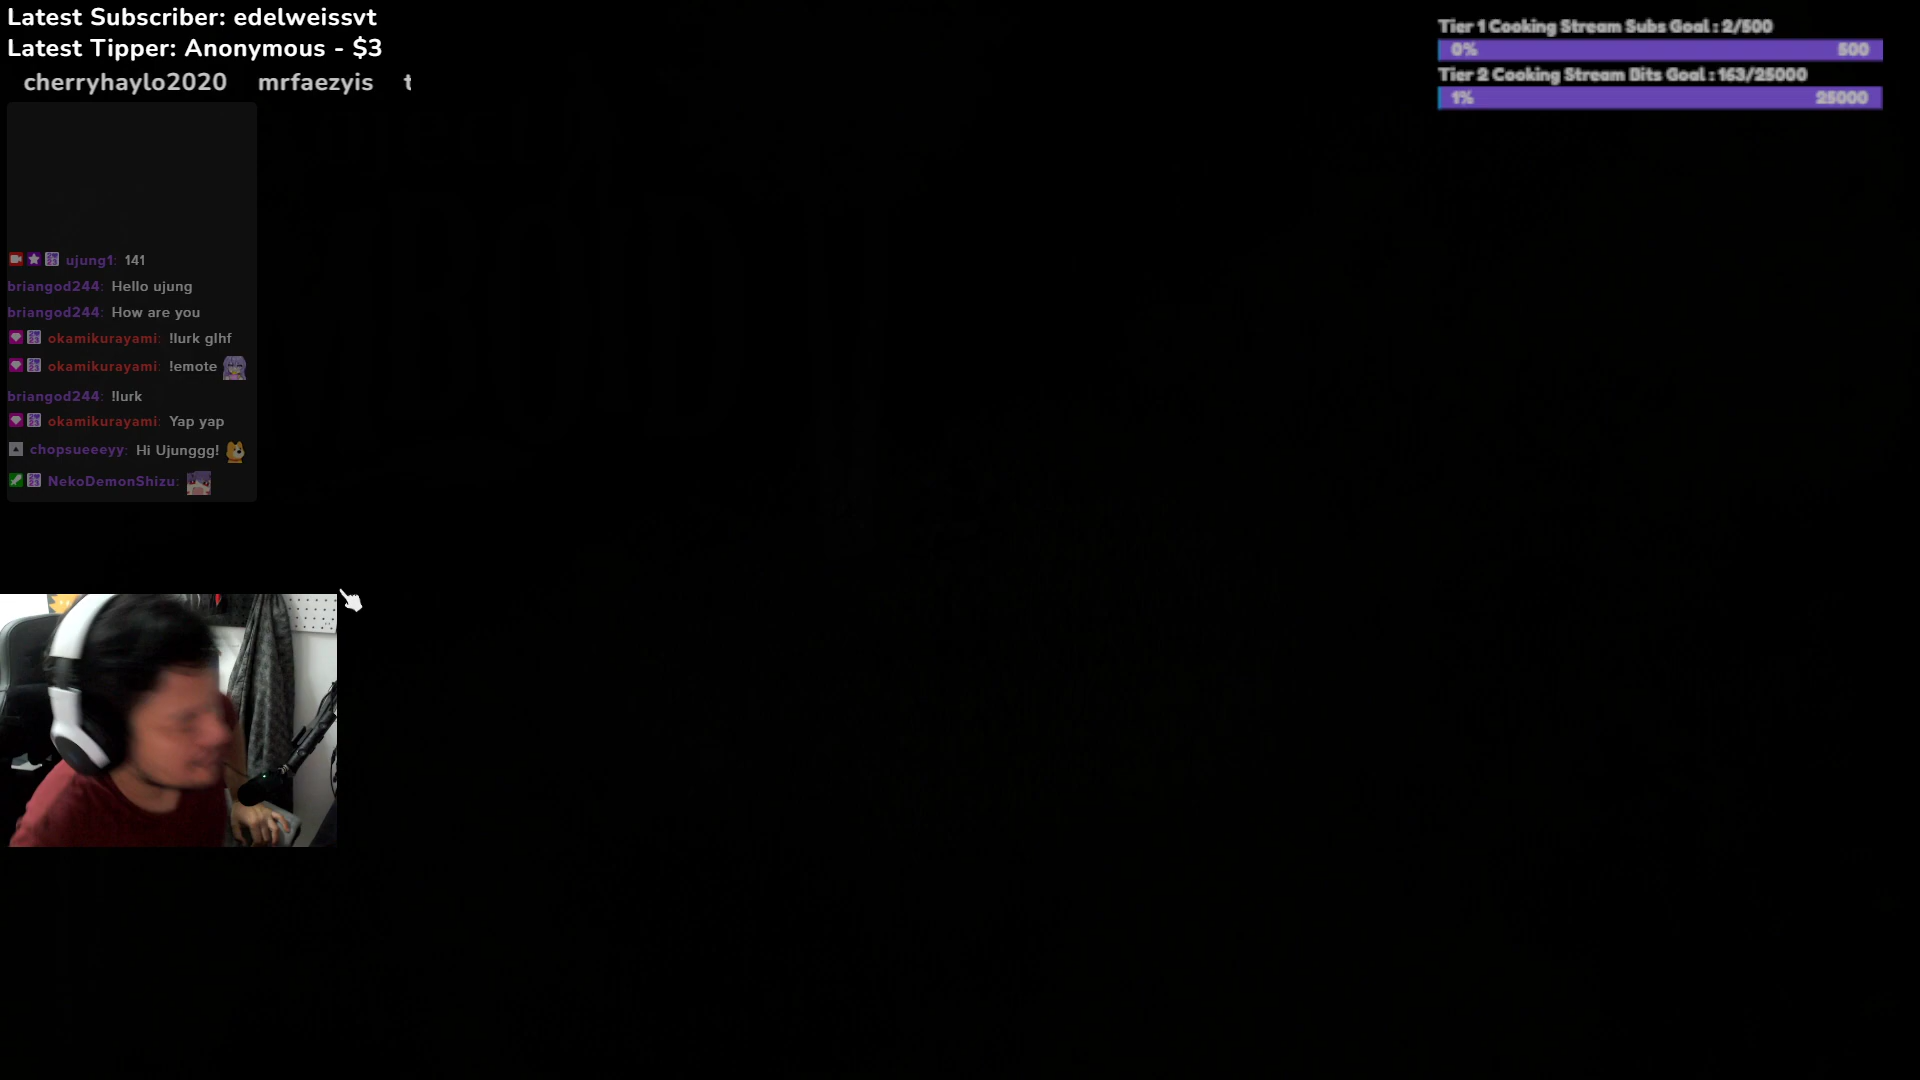 Latest Subscriber: edelweissvt
Latest Tipper: Anonymous - $3
cherryhaylo2020 mrfaezyis t
Tier 1 Cooking Stream Subs Goal : 2/500
0% 500
Tier 2 Cooking Stream Bits Goal : 163/25000
1% 25000
ujung1: 141
briangod244: Hello ujung
briangod244: How are you
okamikurayami: !lurk glhf
okamikurayami: !emote
briangod244: !lurk
okamikurayami: Yap yap
chopsueeeyy: Hi Ujunggg!
NekoDemonShizu: